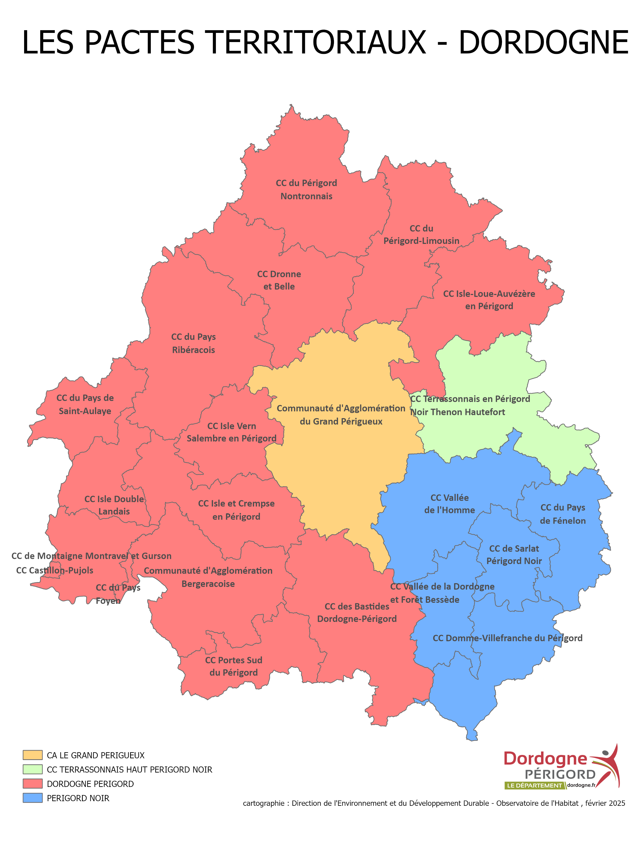 LES PACTES TERRITORIAUX - DORDOGNE
CC du Périgord
Nontronnais
CC du
Périgord-Limousin
CC Dronne
et Belle
CC Isle-Loue-Auvézère
en Périgord
CC du Pays
Ribéracois
CC du Pays de
Saint-Aulaye
CC Terrassonnais en Périgord
Noir Thenon Hautefort
Communauté d'Agglomération
du Grand Périgueux
CC Isle Vern
Salembre en Périgord
CC Isle Double
Landais
CC Isle et Crempse
en Périgord
CC Vallée
de l'Homme
CC du Pays
de Fénelon
CC de Sarlat
Périgord Noir
CC de Montaigne Montravel et Gurson
CC Castillon-Pujols
CC du Pays
Foyen
Communauté d'Agglomération
Bergeracoise
CC Vallée de la Dordogne
et Forêt Bessède
CC des Bastides
Dordogne-Périgord
CC Domme-Villefranche du Périgord
CC Portes Sud
du Périgord
CA LE GRAND PERIGUEUX
CC TERRASSONNAIS HAUT PERIGORD NOIR
DORDOGNE PERIGORD
PERIGORD NOIR
Dordogne
PÉRIGORD
LE DÉPARTEMENT dordogne.fr
cartographie : Direction de l'Environnement et du Développement Durable - Observatoire de l'Habitat , février 2025